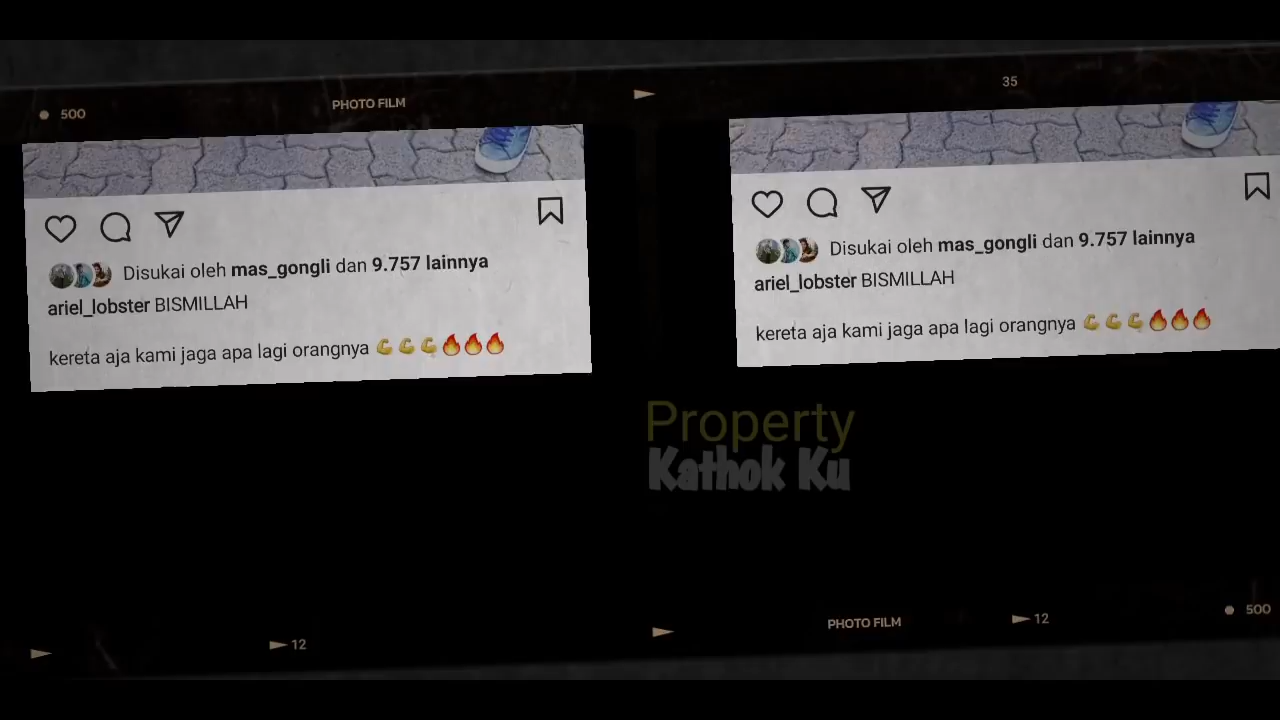 500
PHOTO FILM
35
Disukai oleh mas_gongli dan 9.757 lainnya
ariel_lobster BISMILLAH
kereta aja kami jaga apa lagi orangnya 💪💪💪🔥🔥🔥
Disukai oleh mas_gongli dan 9.757 lainnya
ariel_lobster BISMILLAH
kereta aja kami jaga apa lagi orangnya 💪💪💪🔥🔥🔥
Property
Kathok Ku
12
PHOTO FILM
12
500